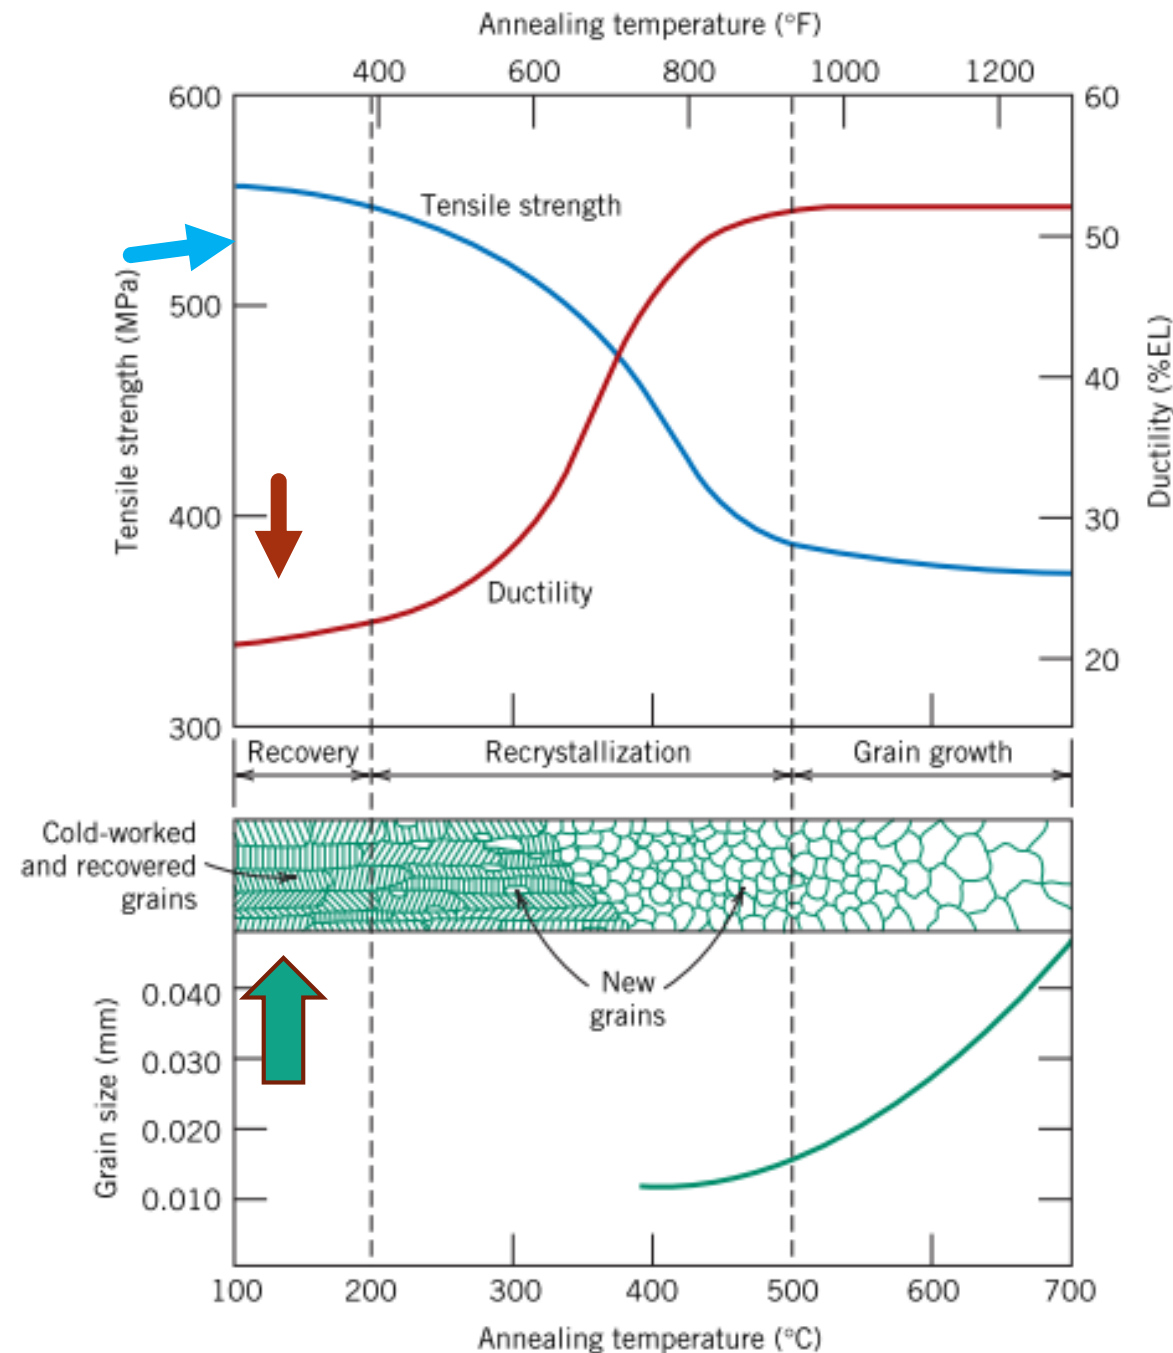 Annealing temperature (°F)
400 600 800 1000 1200
600 60
Tensile strength
50
500
Tensile strength (MPa)
40
Ductility (%EL)
400 30
Ductility
20
300
Recovery Recrystallization Grain growth
Cold-worked
and recovered
grains
New
grains
0.040
0.030
0.020
0.010
Grain size (mm)
100 200 300 400 500 600 700
Annealing temperature (°C)